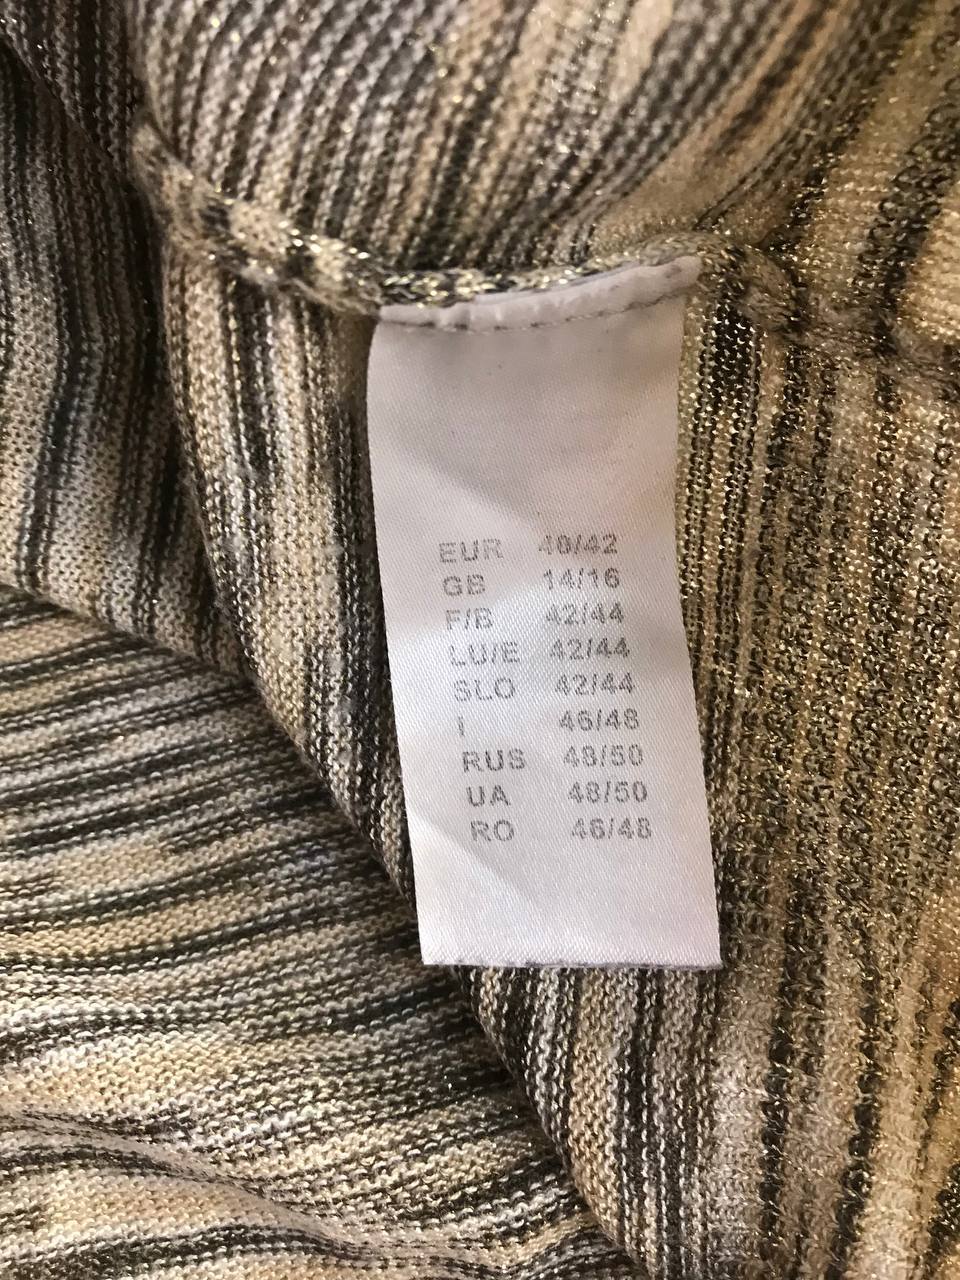 EUR 40/42
GB 14/16
F/B 42/44
LU/E 42/44
SLO 42/44
I 46/48
RUS 48/50
UA 48/50
RO 46/48